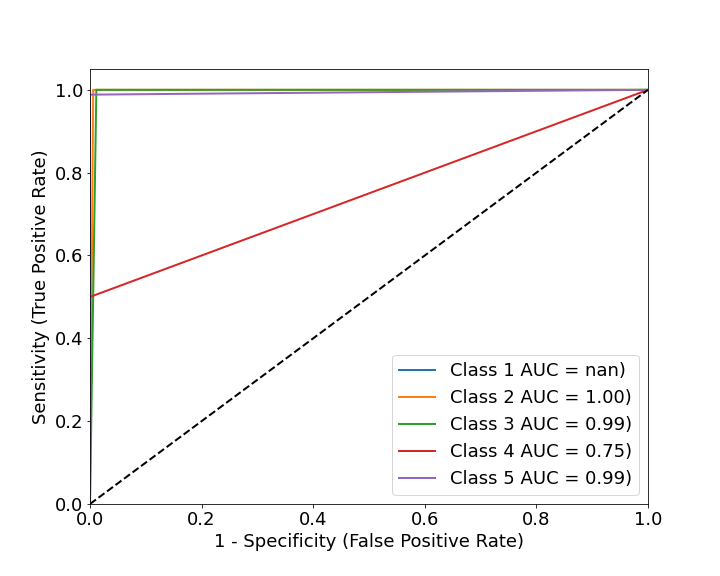 1.0
0.8
0.6
0.4
0.2
0.0
Sensitivity (True Positive Rate)
Class 1 AUC = nan)
Class 2 AUC = 1.00)
Class 3 AUC = 0.99)
Class 4 AUC = 0.75)
Class 5 AUC = 0.99)
0.0 0.2 0.4 0.6 0.8 1.0
1 - Specificity (False Positive Rate)